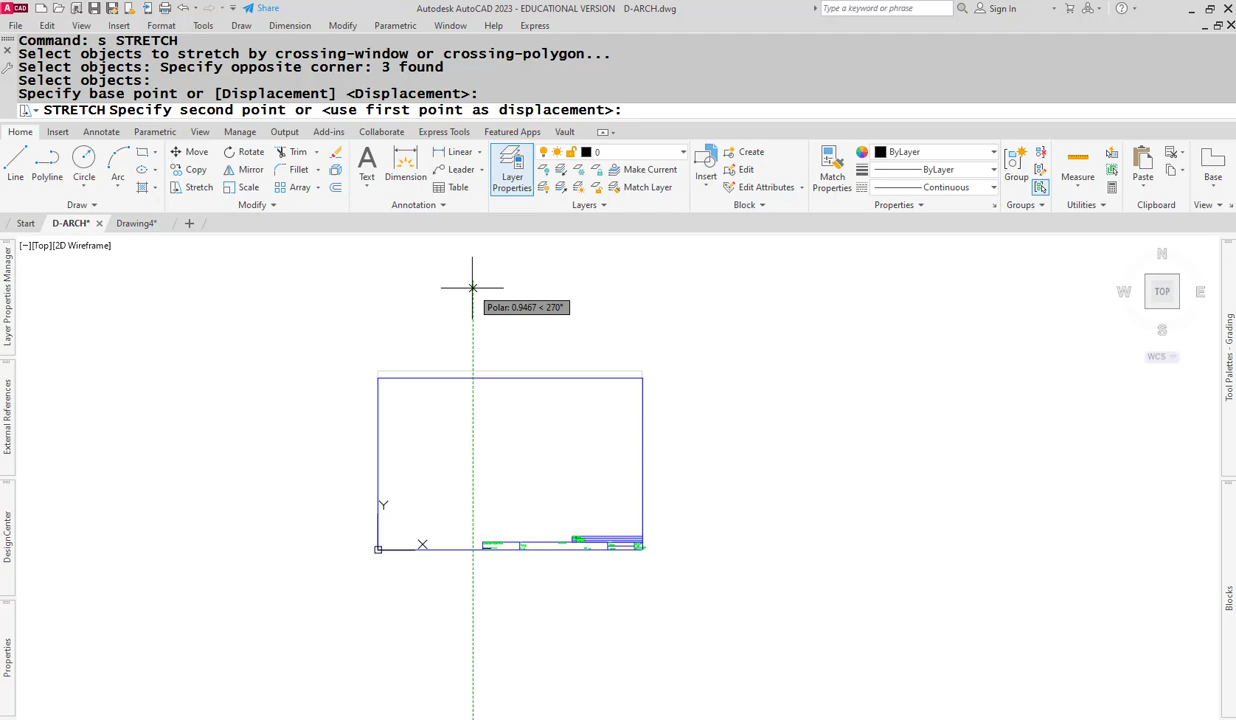 CAD
Share
Autodesk AutoCAD 2023 - EDUCATIONAL VERSION D-ARCH.dwg
Type a keyword or phrase
Sign In
File Edit View Insert Format Tools Draw Dimension Modify Parametric Window Help Express
Command: s STRETCH
Select objects to stretch by crossing-window or crossing-polygon...
Select objects: Specify opposite corner: 3 found
Select objects:
Specify base point or [Displacement] <Displacement>:
STRETCH Specify second point or <use first point as displacement>:
Home Insert Annotate Parametric View Manage Output Add-ins Collaborate Express Tools Featured Apps Vault
Line Polyline Circle Arc
Move Rotate Trim
Copy Mirror Fillet
Stretch Scale Array
Text Dimension
Linear
Leader
Table
Layer Properties
0
Make Current
Match Layer
Insert
Create
Edit
Edit Attributes
Match Properties
ByLayer
ByLayer
Continuous
Group
Measure
Paste
Base
Draw Modify Annotation Layers Block Properties Groups Utilities Clipboard View
Start D-ARCH* Drawing4*
[−][Top][2D Wireframe]
Layer Properties Manager
External References
DesignCenter
Properties
Polar: 0.9467 < 270°
Y
X
N
W TOP E
S
WCS
Tool Palettes - Grading
Blocks